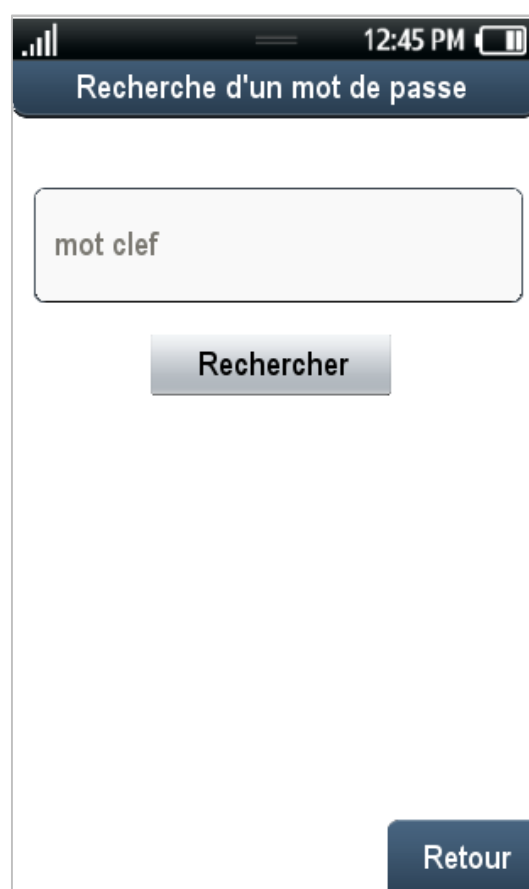 12:45 PM
Recherche d'un mot de passe
mot clef
Rechercher
Retour